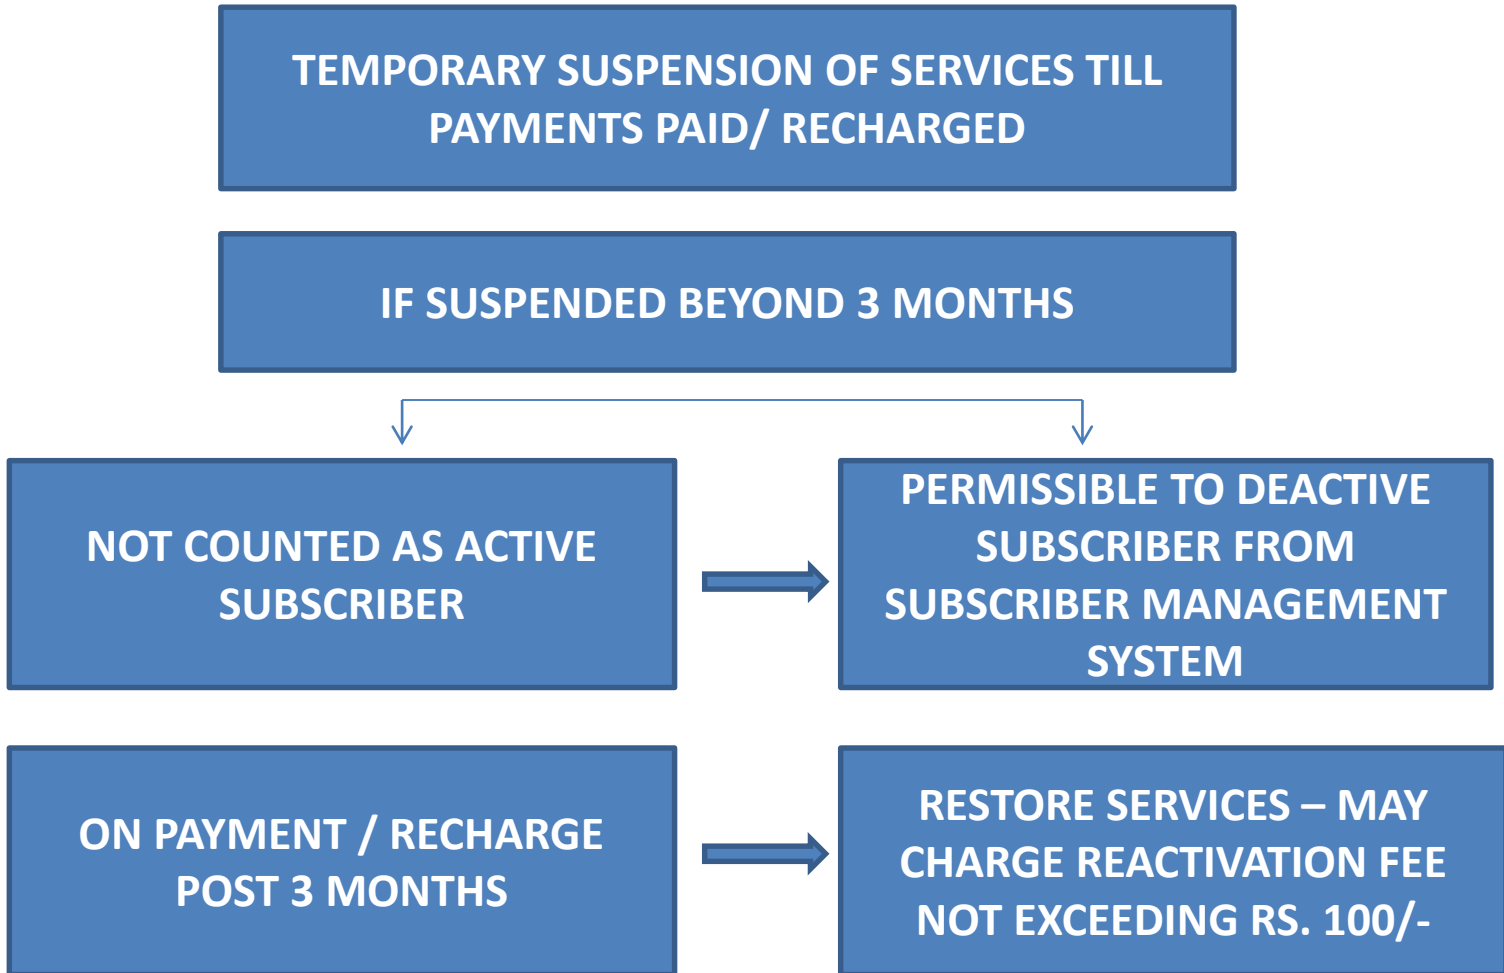 TEMPORARY SUSPENSION OF SERVICES TILL
PAYMENTS PAID/ RECHARGED
IF SUSPENDED BEYOND 3 MONTHS
NOT COUNTED AS ACTIVE
SUBSCRIBER
PERMISSIBLE TO DEACTIVE
SUBSCRIBER FROM
SUBSCRIBER MANAGEMENT
SYSTEM
ON PAYMENT / RECHARGE
POST 3 MONTHS
RESTORE SERVICES – MAY
CHARGE REACTIVATION FEE
NOT EXCEEDING RS. 100/-